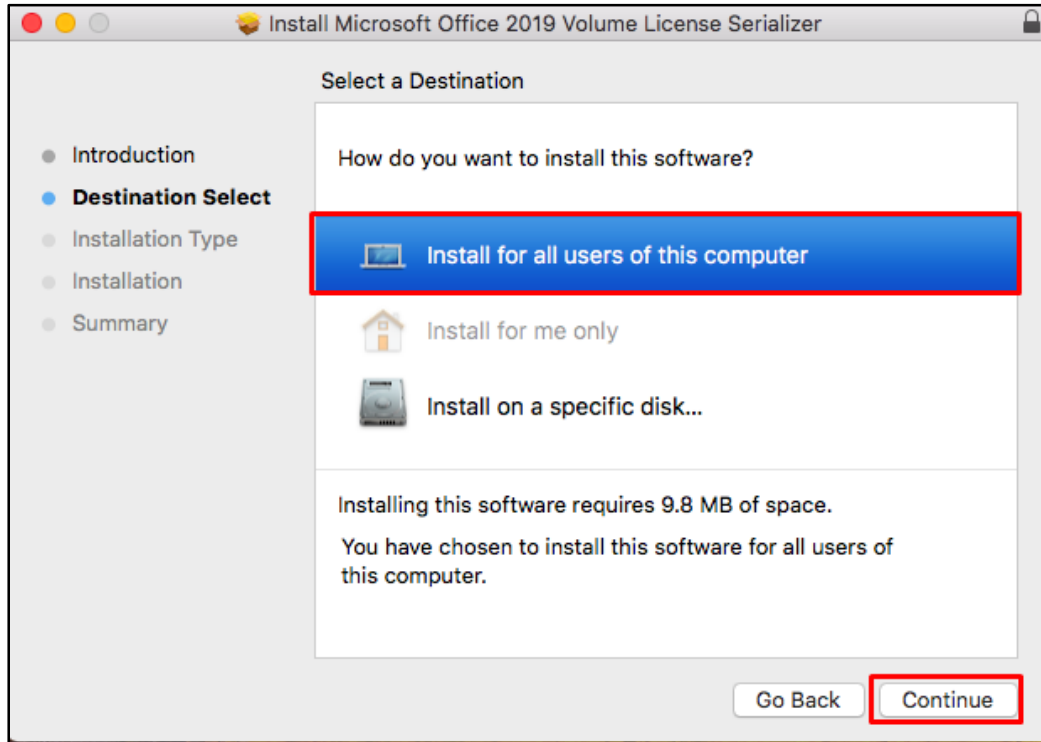 Install Microsoft Office 2019 Volume License Serializer
Select a Destination
Introduction
Destination Select
Installation Type
Installation
Summary
How do you want to install this software?
Install for all users of this computer
Install for me only
Install on a specific disk...
Installing this software requires 9.8 MB of space.
You have chosen to install this software for all users of
this computer.
Go Back
Continue